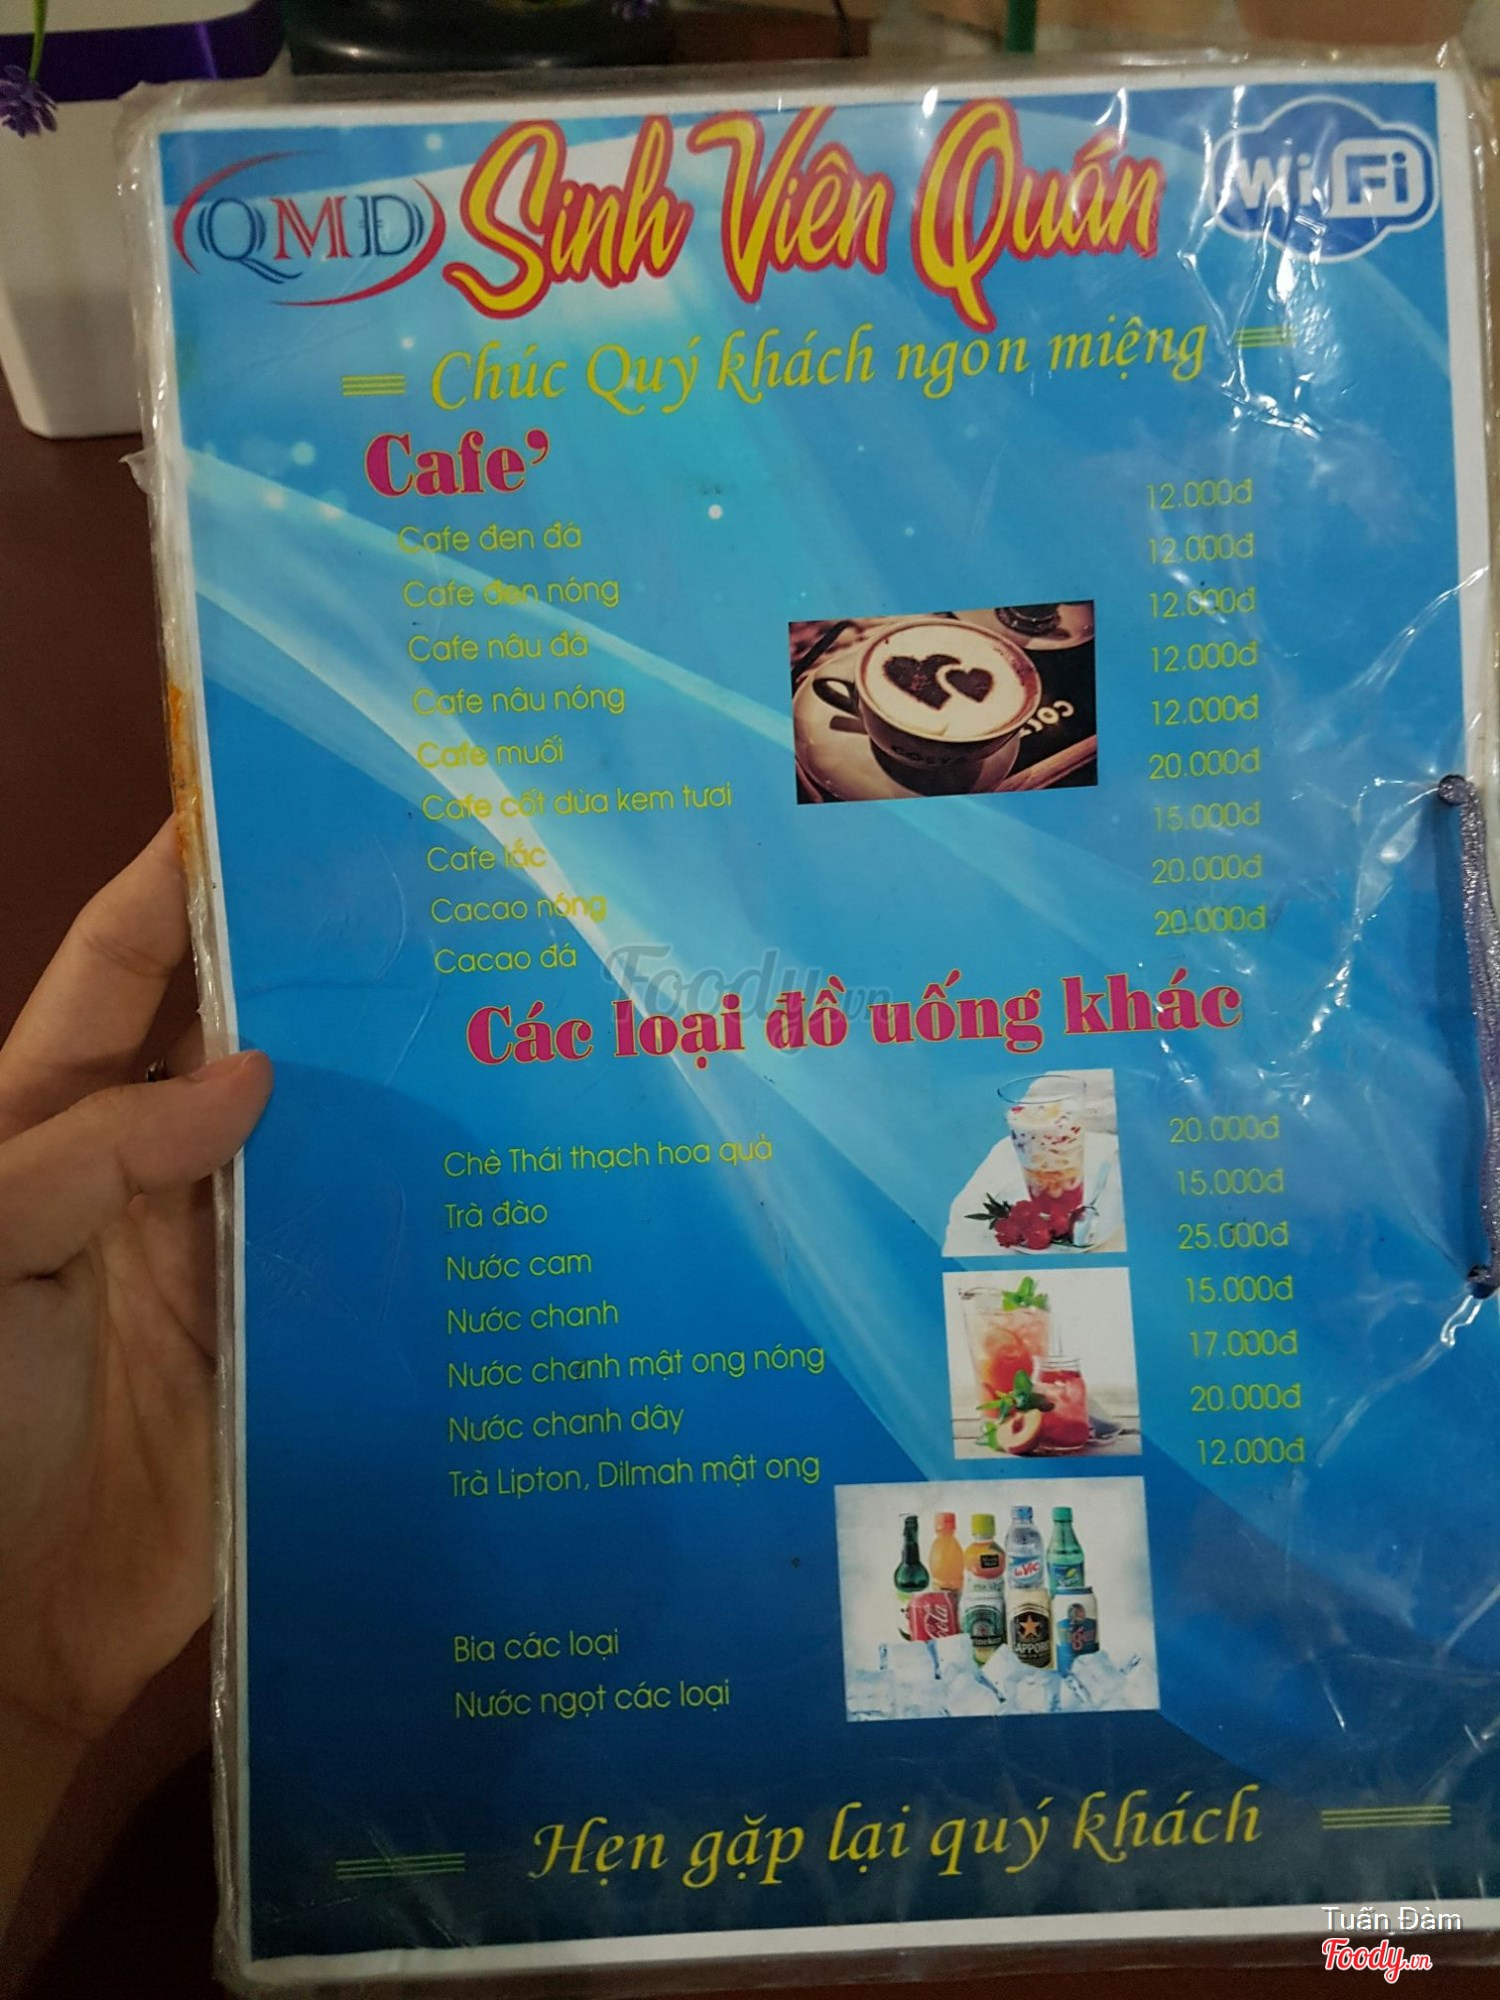 QMD Sinh Viên Quán WiFi
Chúc Quý khách ngon miệng
Cafe'
Cafe đen đá 12.000đ
Cafe đen nóng 12.000đ
Cafe nâu đá 12.000đ
Cafe nâu nóng 12.000đ
Cafe muối 12.000đ
Cafe cốt dừa kem tươi 20.000đ
Cafe lắc 15.000đ
Cacao nóng 20.000đ
Cacao đá 20.000đ
Foody.vn
Các loại đồ uống khác
Chè Thái thạch hoa quả 20.000đ
Trà đào 15.000đ
Nước cam 25.000đ
Nước chanh 15.000đ
Nước chanh mật ong nóng 17.000đ
Nước chanh dây 20.000đ
Trà Lipton, Dilmah mật ong 12.000đ
Bia các loại
Nước ngọt các loại
Hẹn gặp lại quý khách
Tuấn Đàm
Foody.vn